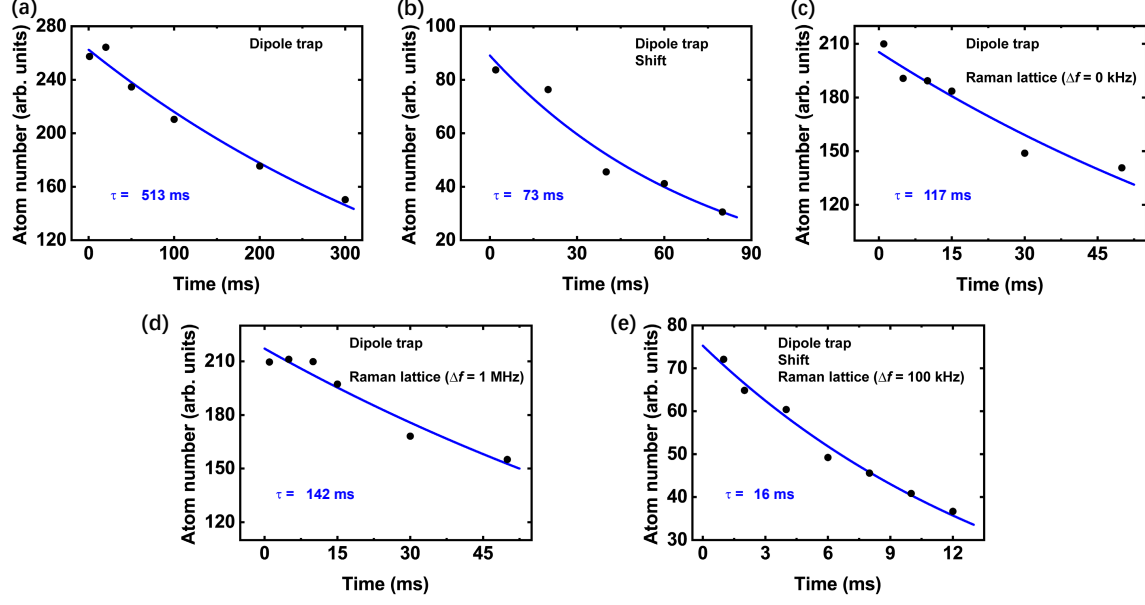 (a)
Atom number (arb. units)
280
240
200
160
120
Dipole trap
τ = 513 ms
0 100 200 300
Time (ms)
(b)
Atom number (arb. units)
100
80
60
40
20
Dipole trap
Shift
τ = 73 ms
0 30 60 90
Time (ms)
(c)
Atom number (arb. units)
210
180
150
120
Dipole trap
Raman lattice (Δf = 0 kHz)
τ = 117 ms
0 15 30 45
Time (ms)
(d)
Atom number (arb. units)
210
180
150
120
Dipole trap
Raman lattice (Δf = 1 MHz)
τ = 142 ms
0 15 30 45
Time (ms)
(e)
Atom number (arb. units)
80
70
60
50
40
30
Dipole trap
Shift
Raman lattice (Δf = 100 kHz)
τ = 16 ms
0 3 6 9 12
Time (ms)